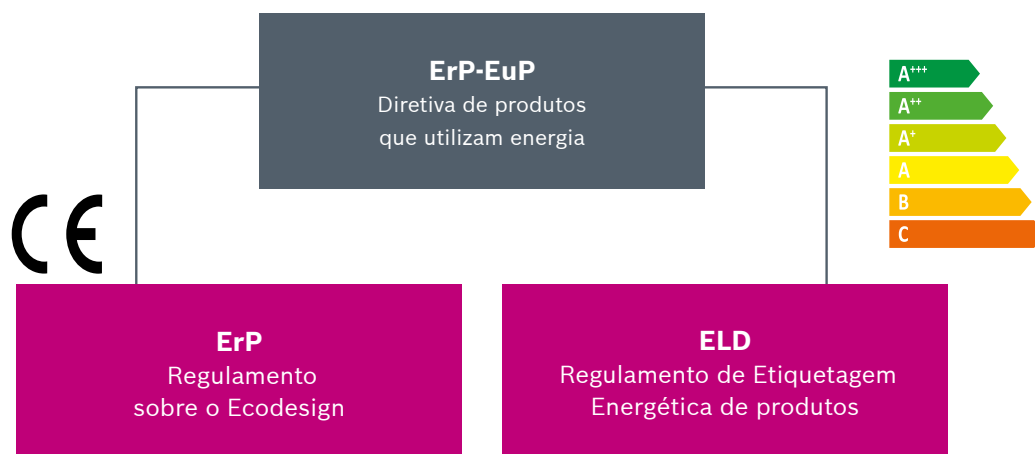 ErP-EuP
Diretiva de produtos
que utilizam energia
A+++
A++
A+
A
B
C
CE
ErP
Regulamento
sobre o Ecodesign
ELD
Regulamento de Etiquetagem
Energética de produtos